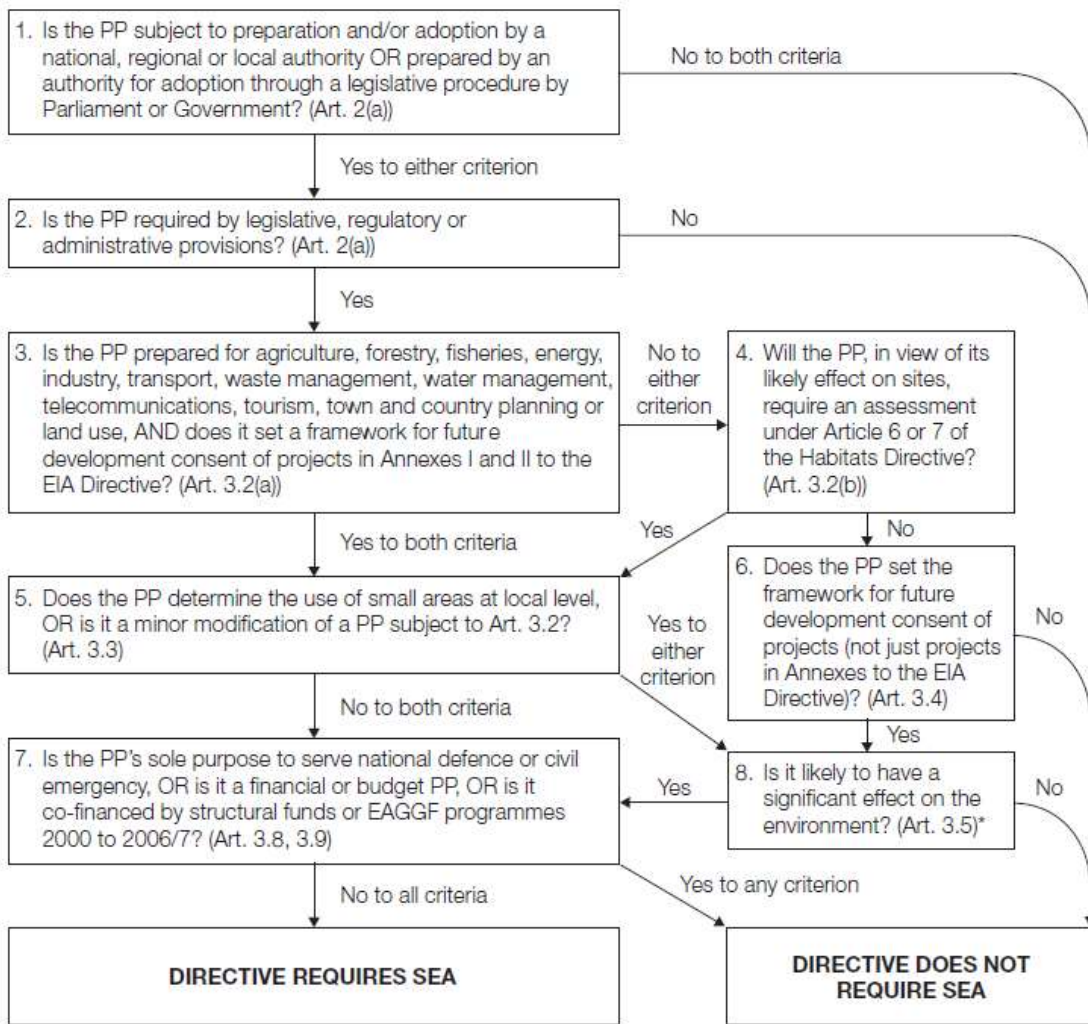 1. Is the PP subject to preparation and/or adoption by a
national, regional or local authority OR prepared by an
authority for adoption through a legislative procedure by
Parliament or Government? (Art. 2(a))
No to both criteria
Yes to either criterion
2. Is the PP required by legislative, regulatory or
administrative provisions? (Art. 2(a))
No
Yes
3. Is the PP prepared for agriculture, forestry, fisheries, energy,
industry, transport, waste management, water management,
telecommunications, tourism, town and country planning or
land use, AND does it set a framework for future
development consent of projects in Annexes I and II to the
EIA Directive? (Art. 3.2(a))
No to
either
criterion
4. Will the PP, in view of its
likely effect on sites,
require an assessment
under Article 6 or 7 of
the Habitats Directive?
(Art. 3.2(b))
Yes to both criteria
Yes
No
5. Does the PP determine the use of small areas at local level,
OR is it a minor modification of a PP subject to Art. 3.2?
(Art. 3.3)
Yes to
either
criterion
6. Does the PP set the
framework for future
development consent of
projects (not just projects
in Annexes to the EIA
Directive)? (Art. 3.4)
No
No to both criteria
Yes
7. Is the PP's sole purpose to serve national defence or civil
emergency, OR is it a financial or budget PP, OR is it
co-financed by structural funds or EAGGF programmes
2000 to 2006/7? (Art. 3.8, 3.9)
Yes
8. Is it likely to have a
significant effect on the
environment? (Art. 3.5)*
No
No to all criteria
Yes to any criterion
DIRECTIVE REQUIRES SEA
DIRECTIVE DOES NOT
REQUIRE SEA